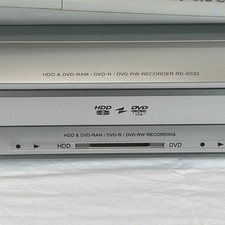 HDD & DVD-RAM / DVD-R / DVD-RW RECORDER RD-XS32
HDD DVD
HDD & DVD-RAM / DVD-R / DVD-RW RECORDING
HDD DVD